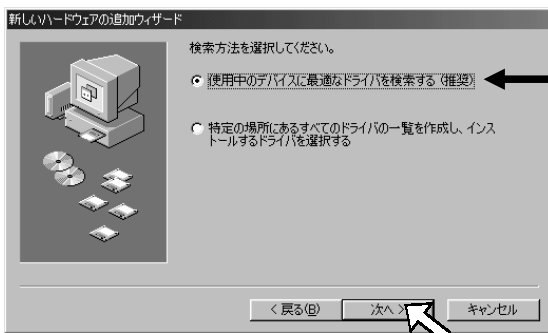 新しいハードウェアの追加ウィザード
検索方法を選択してください。
使用中のデバイスに最適なドライバを検索する (推奨)
特定の場所にあるすべてのドライバの一覧を作成し、インス
トールするドライバを選択する
< 戻る(B)
次へ >
キャンセル